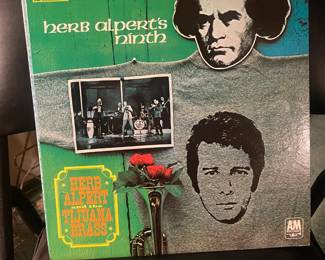 herb alpert's
ninth
HERB
ALPERT
and the
TIJUANA
BRASS
A&M